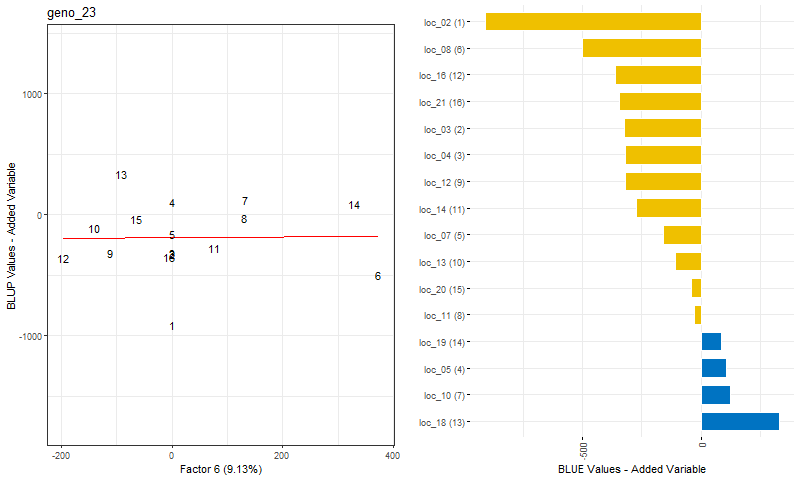 geno_23
BLUP Values - Added Variable
1000
0
-1000
13
4
7
14
15
8
10
5
11
9
12
16
6
1
-200
0
200
400
Factor 6 (9.13%)
loc_02 (1)
loc_08 (6)
loc_16 (12)
loc_21 (16)
loc_03 (2)
loc_04 (3)
loc_12 (9)
loc_14 (11)
loc_07 (5)
loc_13 (10)
loc_20 (15)
loc_11 (8)
loc_19 (14)
loc_05 (4)
loc_10 (7)
loc_18 (13)
-500
0
BLUE Values - Added Variable